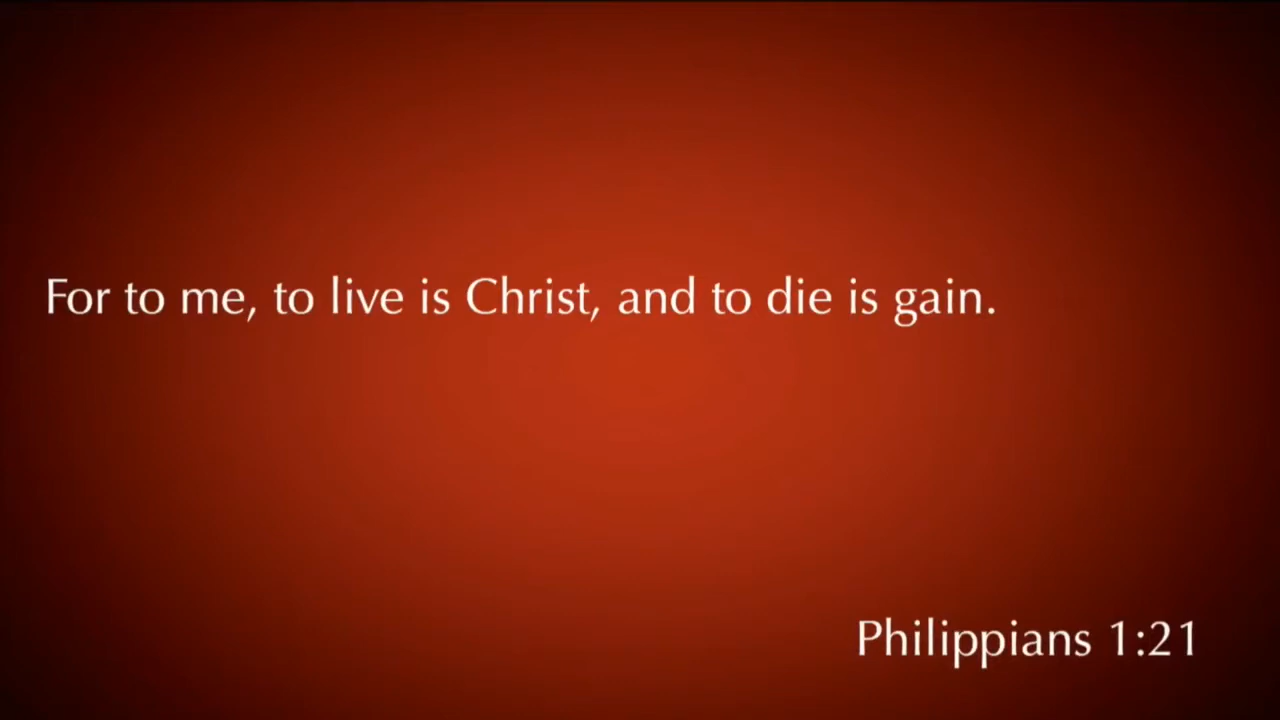 For to me, to live is Christ, and to die is gain.
Philippians 1:21